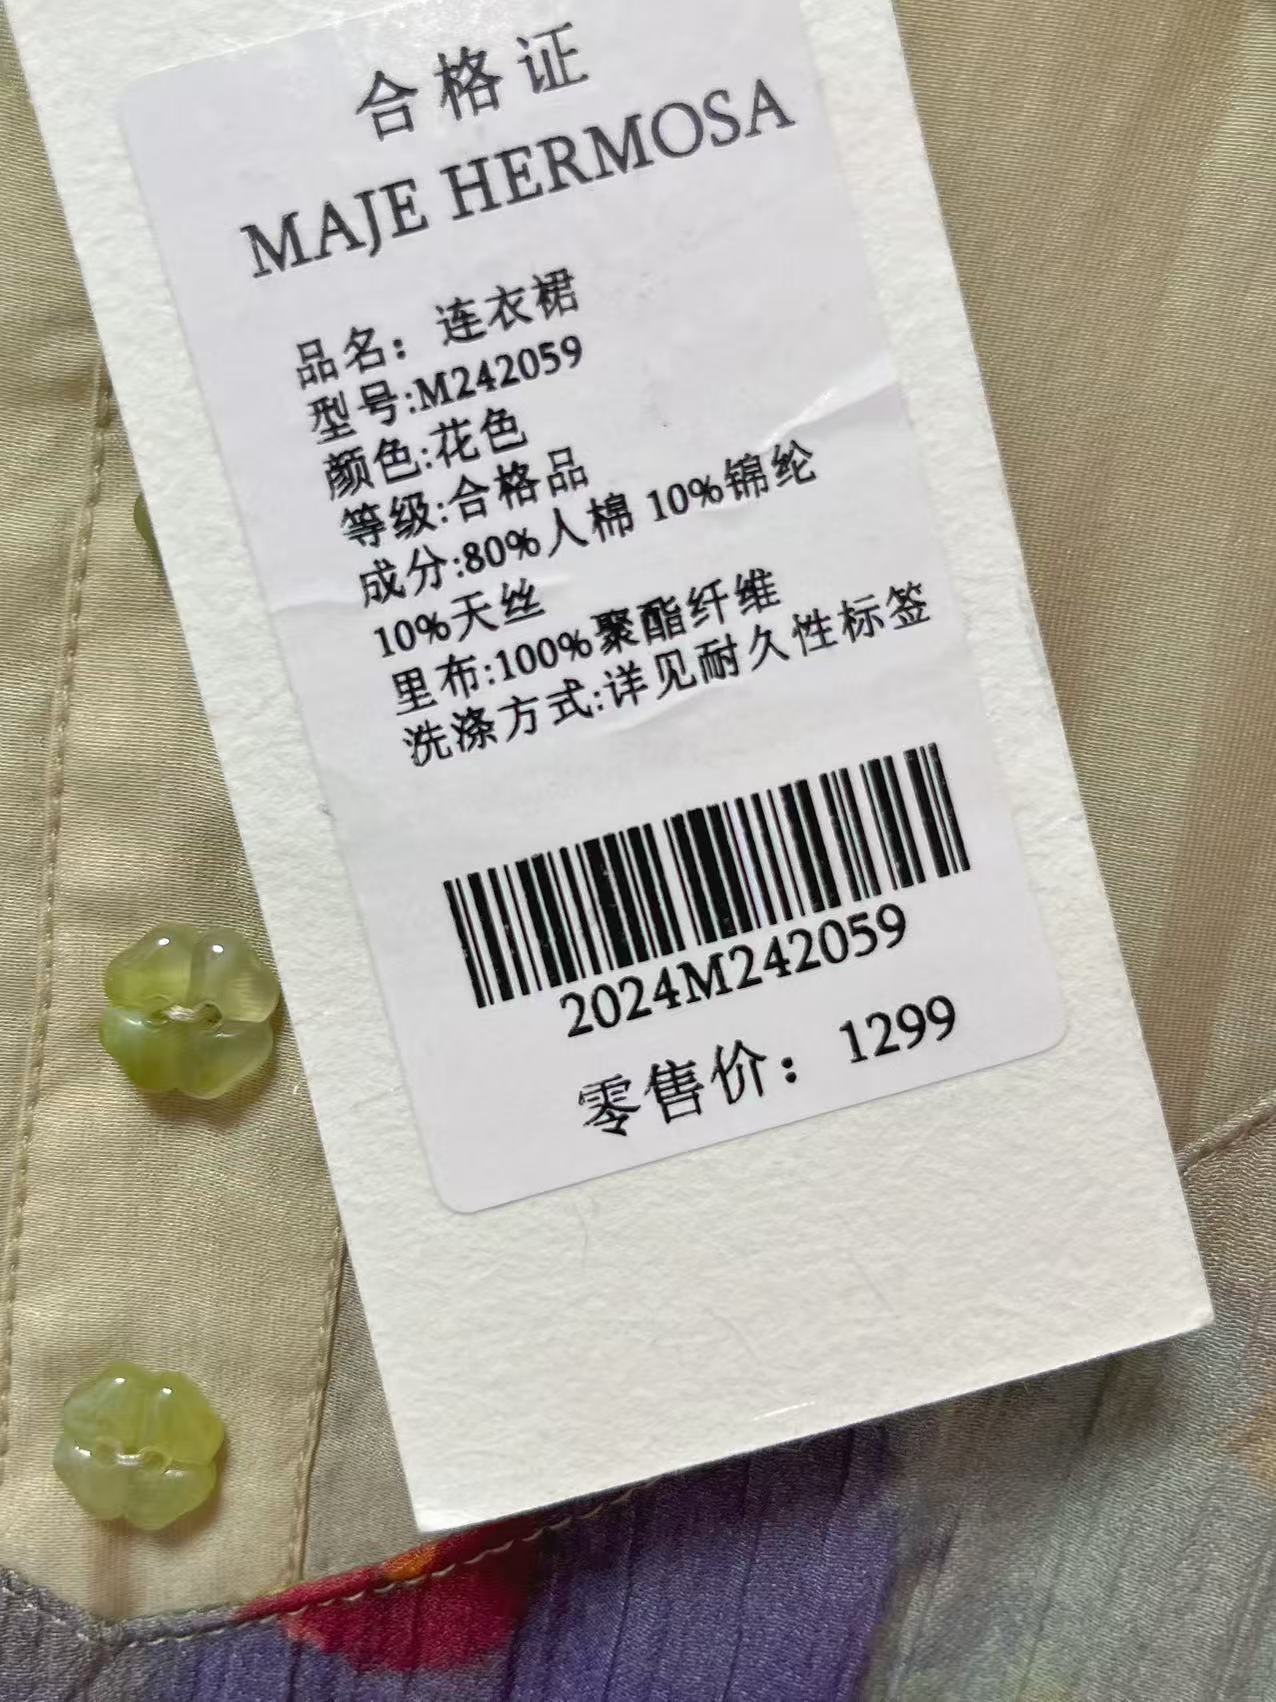 合格证
MAJE HERMOSA
品名：连衣裙
型号:M242059
颜色:花色
等级:合格品
成分:80%人棉 10%锦纶
10%天丝
里布:100%聚酯纤维
洗涤方式:详见耐久性标签
2024M242059
零售价：1299